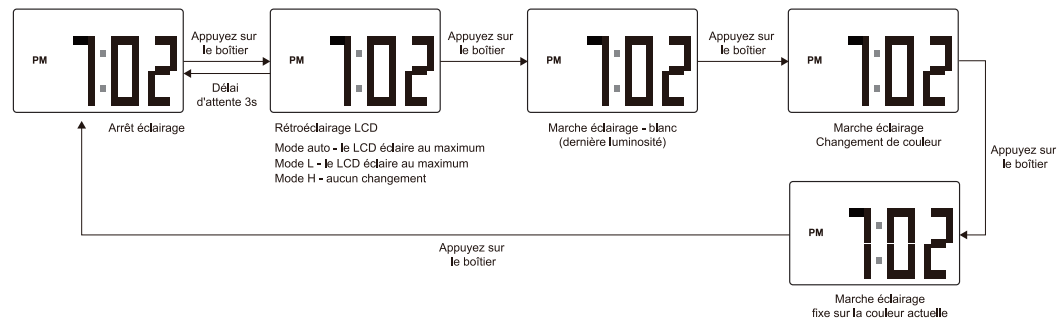 PM 7:02
Appuyez sur
le boîtier
Délai
d'attente 3s
PM 7:02
Appuyez sur
le boîtier
PM 7:02
Appuyez sur
le boîtier
PM 7:02
Arrêt éclairage
Rétroéclairage LCD
Mode auto - le LCD éclaire au maximum
Mode L - le LCD éclaire au maximum
Mode H - aucun changement
Marche éclairage - blanc
(dernière luminosité)
Marche éclairage
Changement de couleur
Appuyez sur
le boîtier
PM 7:02
Marche éclairage
fixe sur la couleur actuelle
Appuyez sur
le boîtier